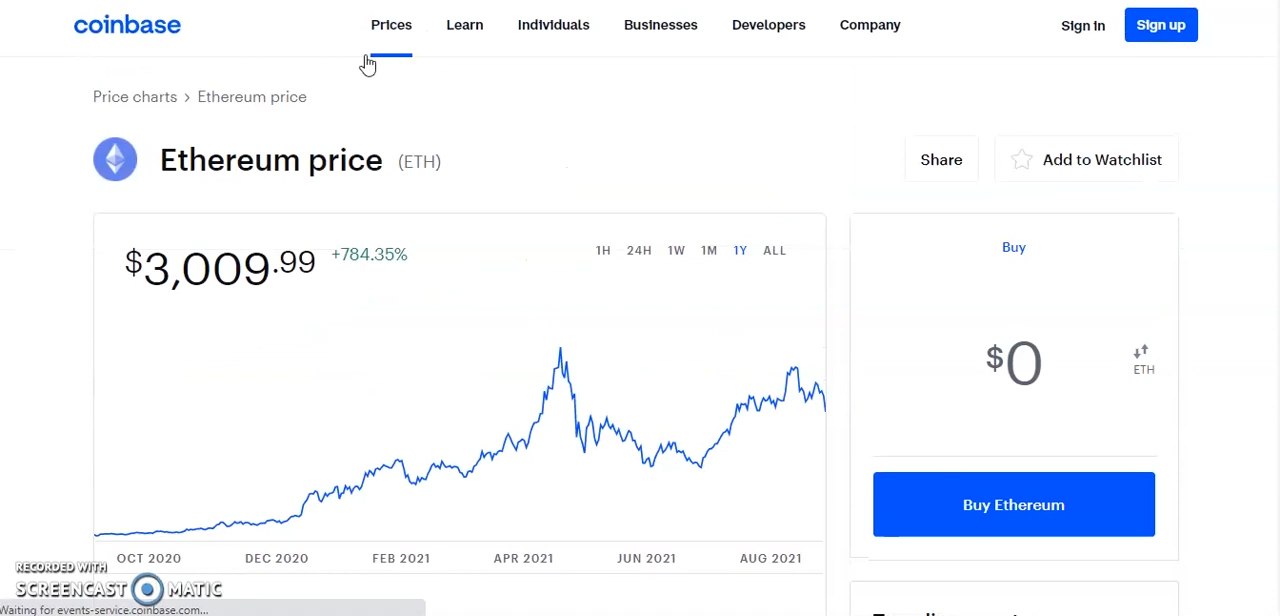 coinbase
Prices Learn Individuals Businesses Developers Company Sign in Sign up
Price charts › Ethereum price
Ethereum price (ETH)
Share Add to Watchlist
$3,009.99 +784.35%
1H 24H 1W 1M 1Y ALL
Buy
$0
ETH
Buy Ethereum
OCT 2020 DEC 2020 FEB 2021 APR 2021 JUN 2021 AUG 2021
RECORDED WITH
SCREENCAST MATIC
Waiting for events-service.coinbase.com...